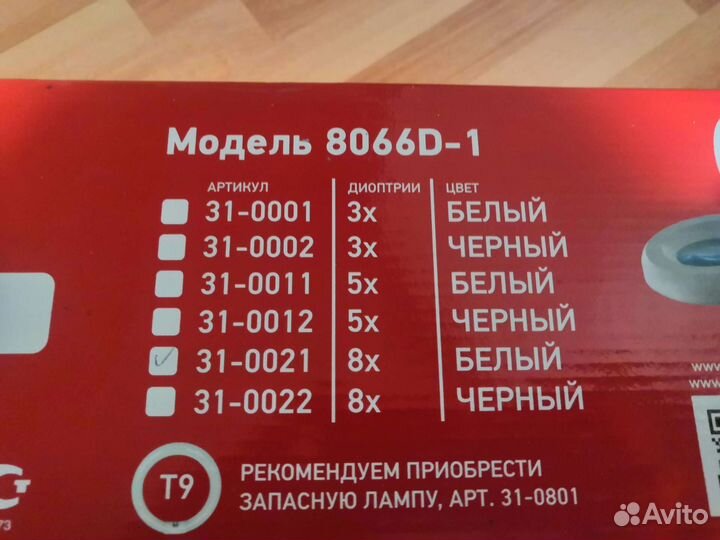 Модель 8066D-1
АРТИКУЛ ДИОПТРИИ ЦВЕТ
31-0001 3x БЕЛЫЙ
31-0002 3x ЧЕРНЫЙ
31-0011 5x БЕЛЫЙ
31-0012 5x ЧЕРНЫЙ
31-0021 8x БЕЛЫЙ
31-0022 8x ЧЕРНЫЙ
T9
РЕКОМЕНДУЕМ ПРИОБРЕСТИ
ЗАПАСНУЮ ЛАМПУ, АРТ. 31-0801
www.
73
Avito